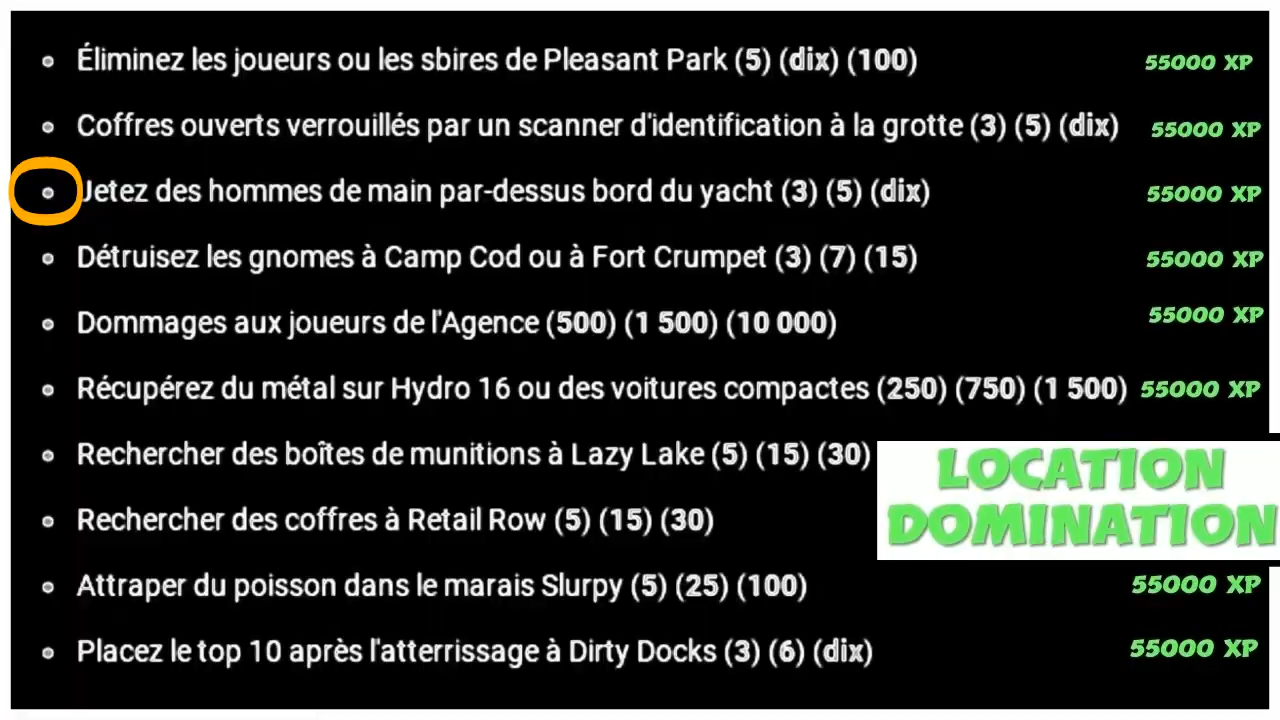 Éliminez les joueurs ou les sbires de Pleasant Park (5) (dix) (100) 55000 XP
Coffres ouverts verrouillés par un scanner d'identification à la grotte (3) (5) (dix) 55000 XP
Jetez des hommes de main par-dessus bord du yacht (3) (5) (dix) 55000 XP
Détruisez les gnomes à Camp Cod ou à Fort Crumpet (3) (7) (15) 55000 XP
Dommages aux joueurs de l'Agence (500) (1 500) (10 000) 55000 XP
Récupérez du métal sur Hydro 16 ou des voitures compactes (250) (750) (1 500) 55000 XP
Rechercher des boîtes de munitions à Lazy Lake (5) (15) (30)
LOCATION
DOMINATION
Rechercher des coffres à Retail Row (5) (15) (30)
Attraper du poisson dans le marais Slurpy (5) (25) (100) 55000 XP
Placez le top 10 après l'atterrissage à Dirty Docks (3) (6) (dix) 55000 XP